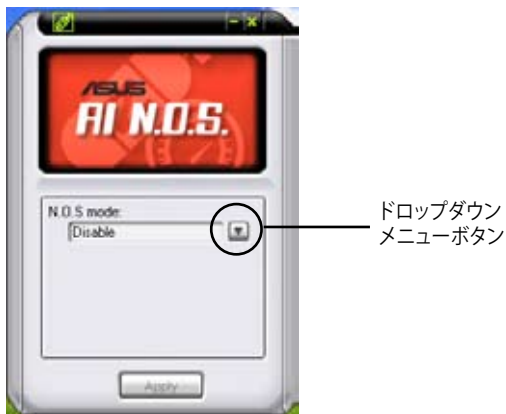 ASUS
AI N.O.S.
N.O.S mode:
Disable
ドロップダウン
メニューボタン
Apply